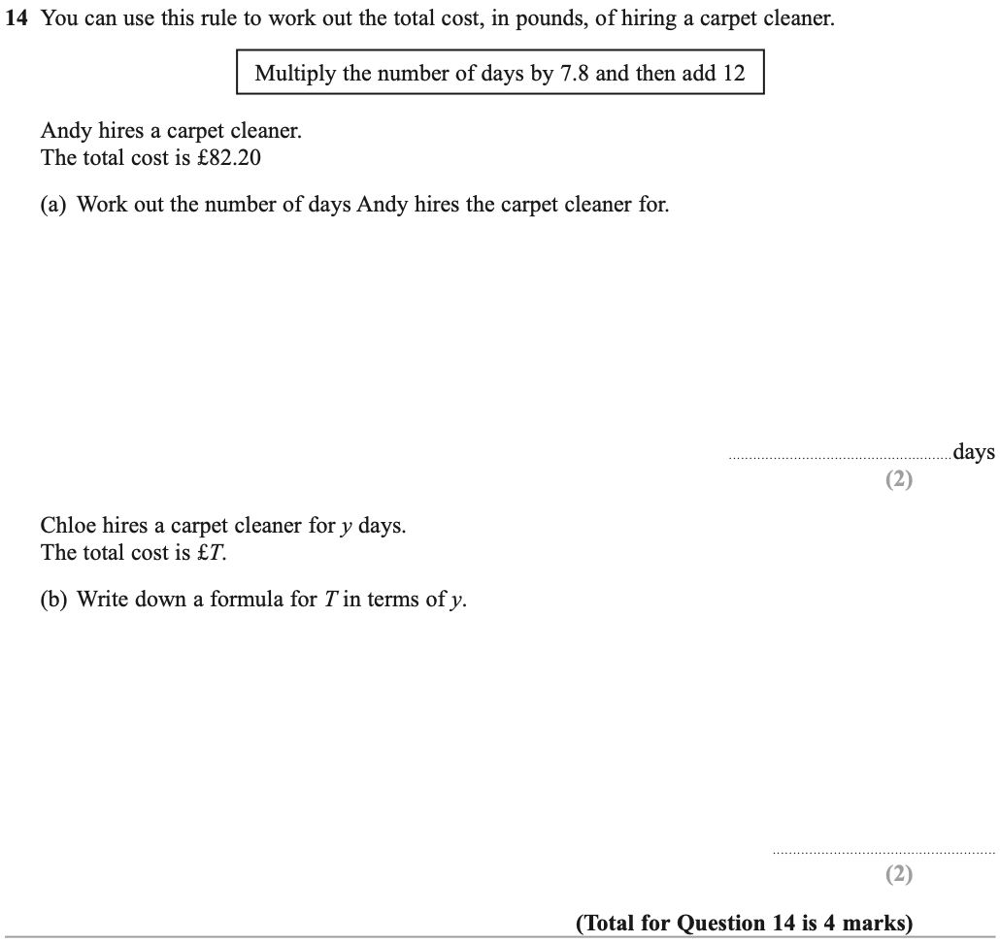 14 You can use this rule to work out the total cost, in pounds, of hiring a carpet cleaner.
Multiply the number of days by 7.8 and then add 12
Andy hires a carpet cleaner.
The total cost is £82.20
(a) Work out the number of days Andy hires the carpet cleaner for.
days
(2)
Chloe hires a carpet cleaner for y days.
The total cost is £T.
(b) Write down a formula for T in terms of y.
(2)
(Total for Question 14 is 4 marks)